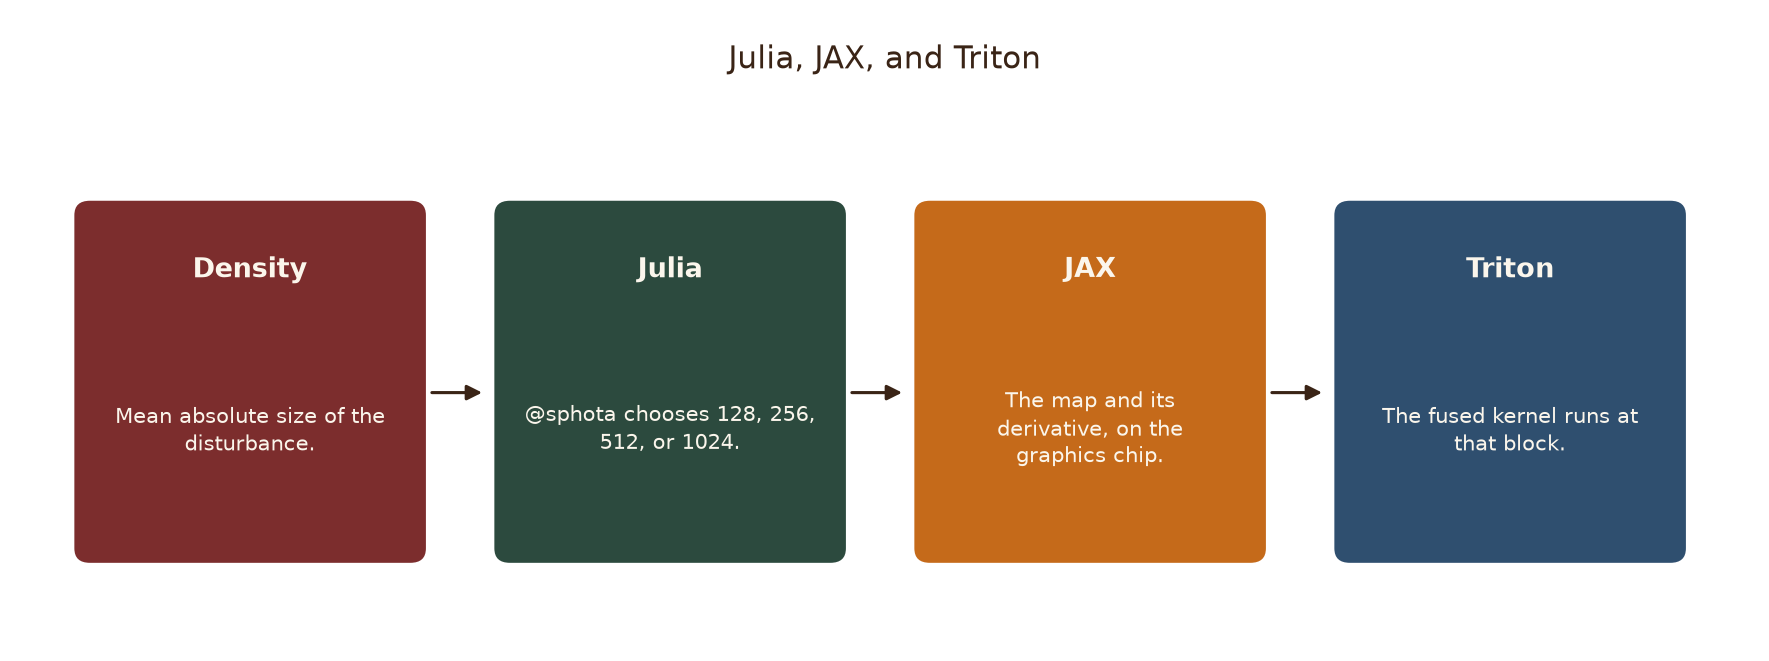 Julia, JAX, and Triton
Density
Mean absolute size of the
disturbance.
Julia
@sphota chooses 128, 256,
512, or 1024.
JAX
The map and its
derivative, on the
graphics chip.
Triton
The fused kernel runs at
that block.